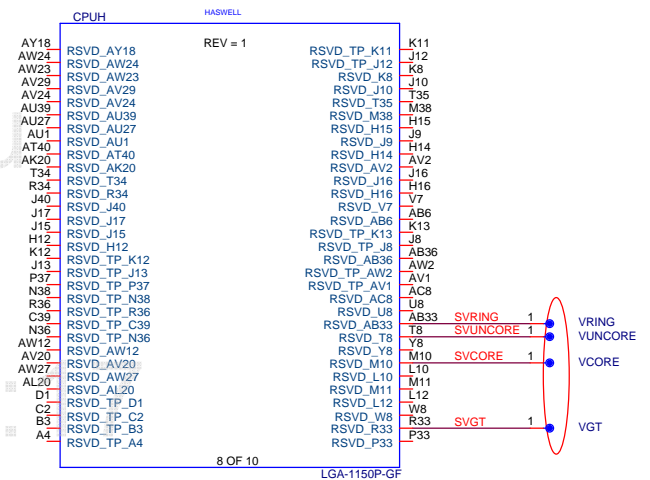 CPUH HASWELL
REV = 1
AY18 RSVD_AY18 RSVD_TP_K11 K11
AW24 RSVD_AW24 RSVD_TP_J12 J12
AW23 RSVD_AW23 RSVD_K8 K8
AV29 RSVD_AV29 RSVD_J10 J10
AV24 RSVD_AV24 RSVD_T35 T35
AU39 RSVD_AU39 RSVD_M38 M38
AU27 RSVD_AU27 RSVD_H15 H15
AU1 RSVD_AU1 RSVD_J9 J9
AT40 RSVD_AT40 RSVD_H14 H14
AK20 RSVD_AK20 RSVD_AV2 AV2
T34 RSVD_T34 RSVD_J16 J16
R34 RSVD_R34 RSVD_H16 H16
J40 RSVD_J40 RSVD_V7 V7
J17 RSVD_J17 RSVD_AB6 AB6
J15 RSVD_J15 RSVD_TP_K13 K13
H12 RSVD_H12 RSVD_TP_J8 J8
K12 RSVD_TP_K12 RSVD_AB36 AB36
J13 RSVD_TP_J13 RSVD_TP_AW2 AW2
P37 RSVD_TP_P37 RSVD_TP_AV1 AV1
N38 RSVD_TP_N38 RSVD_AC8 AC8
R36 RSVD_TP_R36 RSVD_U8 U8
C39 RSVD_TP_C39 RSVD_AB33 AB33 SVRING 1 VRING
N36 RSVD_TP_N36 RSVD_T8 T8 SVUNCORE 1 VUNCORE
AW12 RSVD_AW12 RSVD_Y8 Y8
AV20 RSVD_AV20 RSVD_M10 M10 SVCORE 1 VCORE
AW27 RSVD_AW27 RSVD_L10 L10
AL20 RSVD_AL20 RSVD_M11 M11
D1 RSVD_TP_D1 RSVD_L12 L12
C2 RSVD_TP_C2 RSVD_W8 W8
B3 RSVD_TP_B3 RSVD_R33 R33 SVGT 1 VGT
A4 RSVD_TP_A4 RSVD_P33 P33
8 OF 10
LGA-1150P-GF